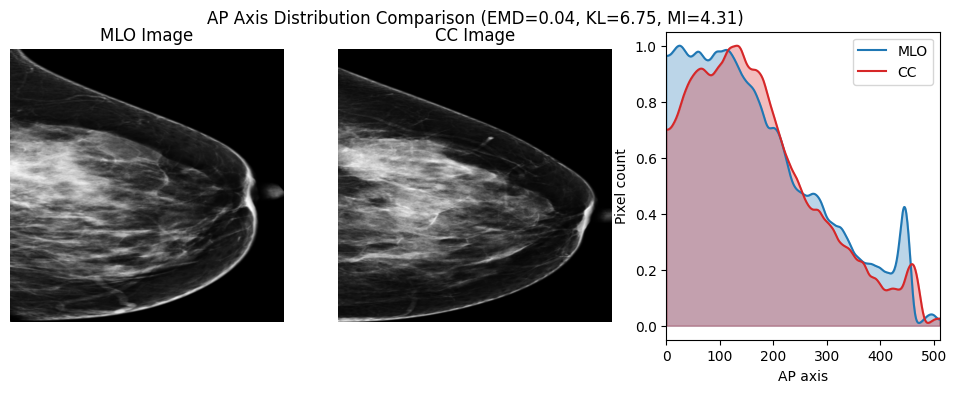 AP Axis Distribution Comparison (EMD=0.04, KL=6.75, MI=4.31)
MLO Image
CC Image
MLO
CC
Pixel count
1.0
0.8
0.6
0.4
0.2
0.0
0 100 200 300 400 500
AP axis